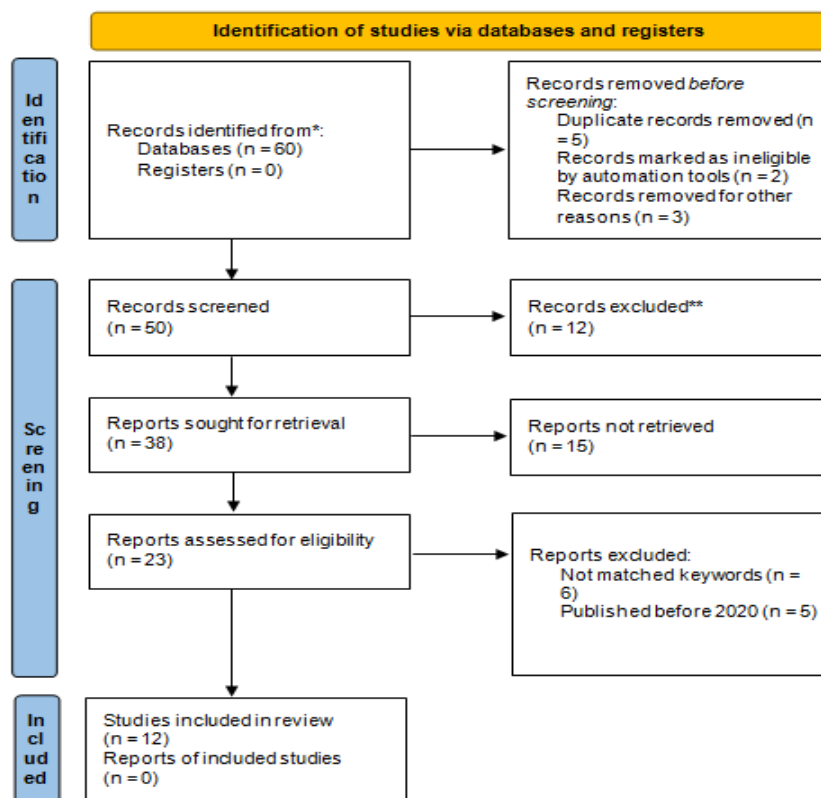 Identification of studies via databases and registers
Id
en
tifi
ca
tio
n
Records identified from*:
Databases (n = 60)
Registers (n = 0)
Records removed before
screening:
Duplicate records removed (n
= 5)
Records marked as ineligible
by automation tools (n = 2)
Records removed for other
reasons (n = 3)
Sc
re
en
in
g
Records screened
(n = 50)
Records excluded**
(n = 12)
Reports sought for retrieval
(n = 38)
Reports not retrieved
(n = 15)
Reports assessed for eligibility
(n = 23)
Reports excluded:
Not matched keywords (n =
6)
Published before 2020 (n = 5)
In
cl
ud
ed
Studies included in review
(n = 12)
Reports of included studies
(n = 0)